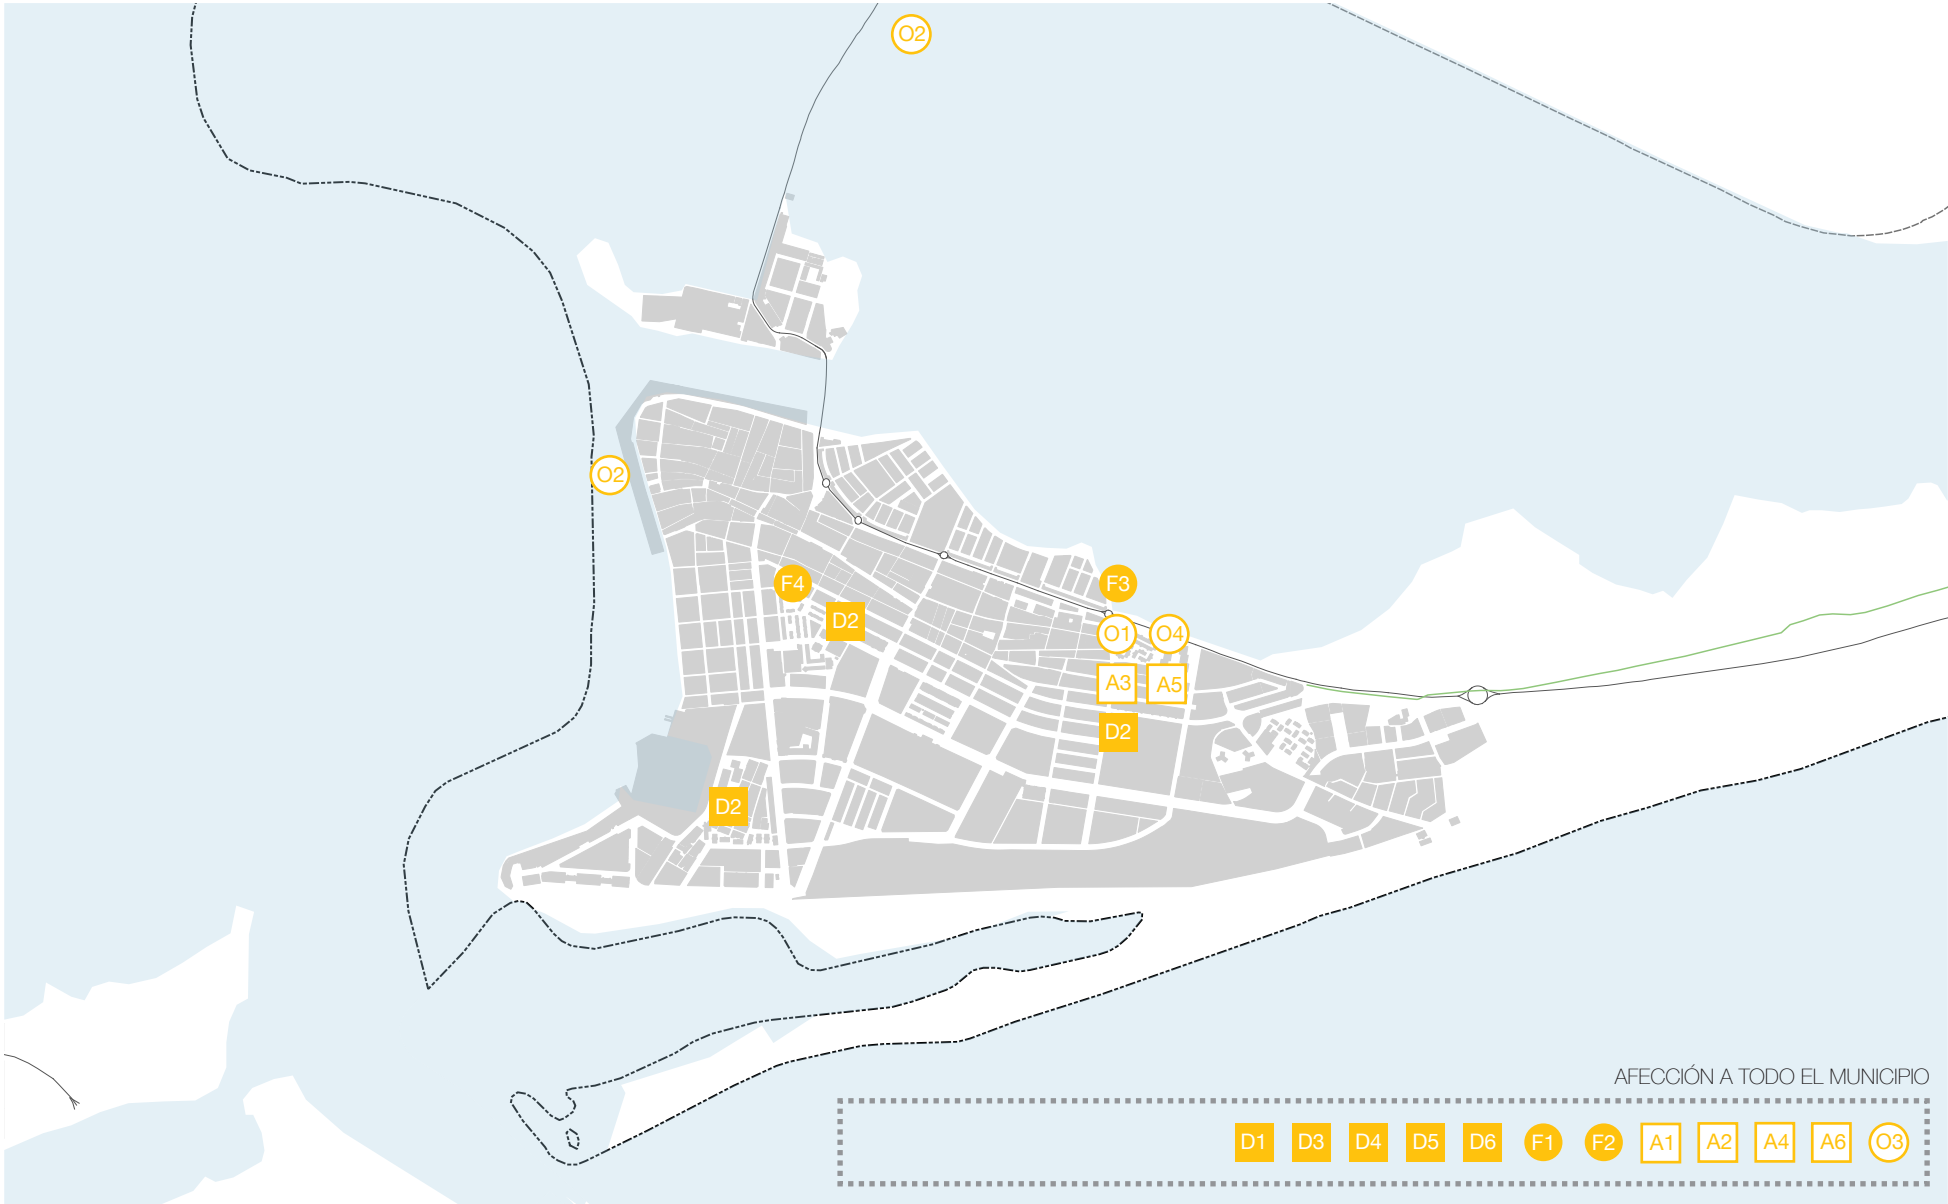 O2
O2
F4
F3
D2
O1 O4
A3 A5
D2
D2
AFECCIÓN A TODO EL MUNICIPIO
D1 D3 D4 D5 D6 F1 F2 A1 A2 A4 A6 O3